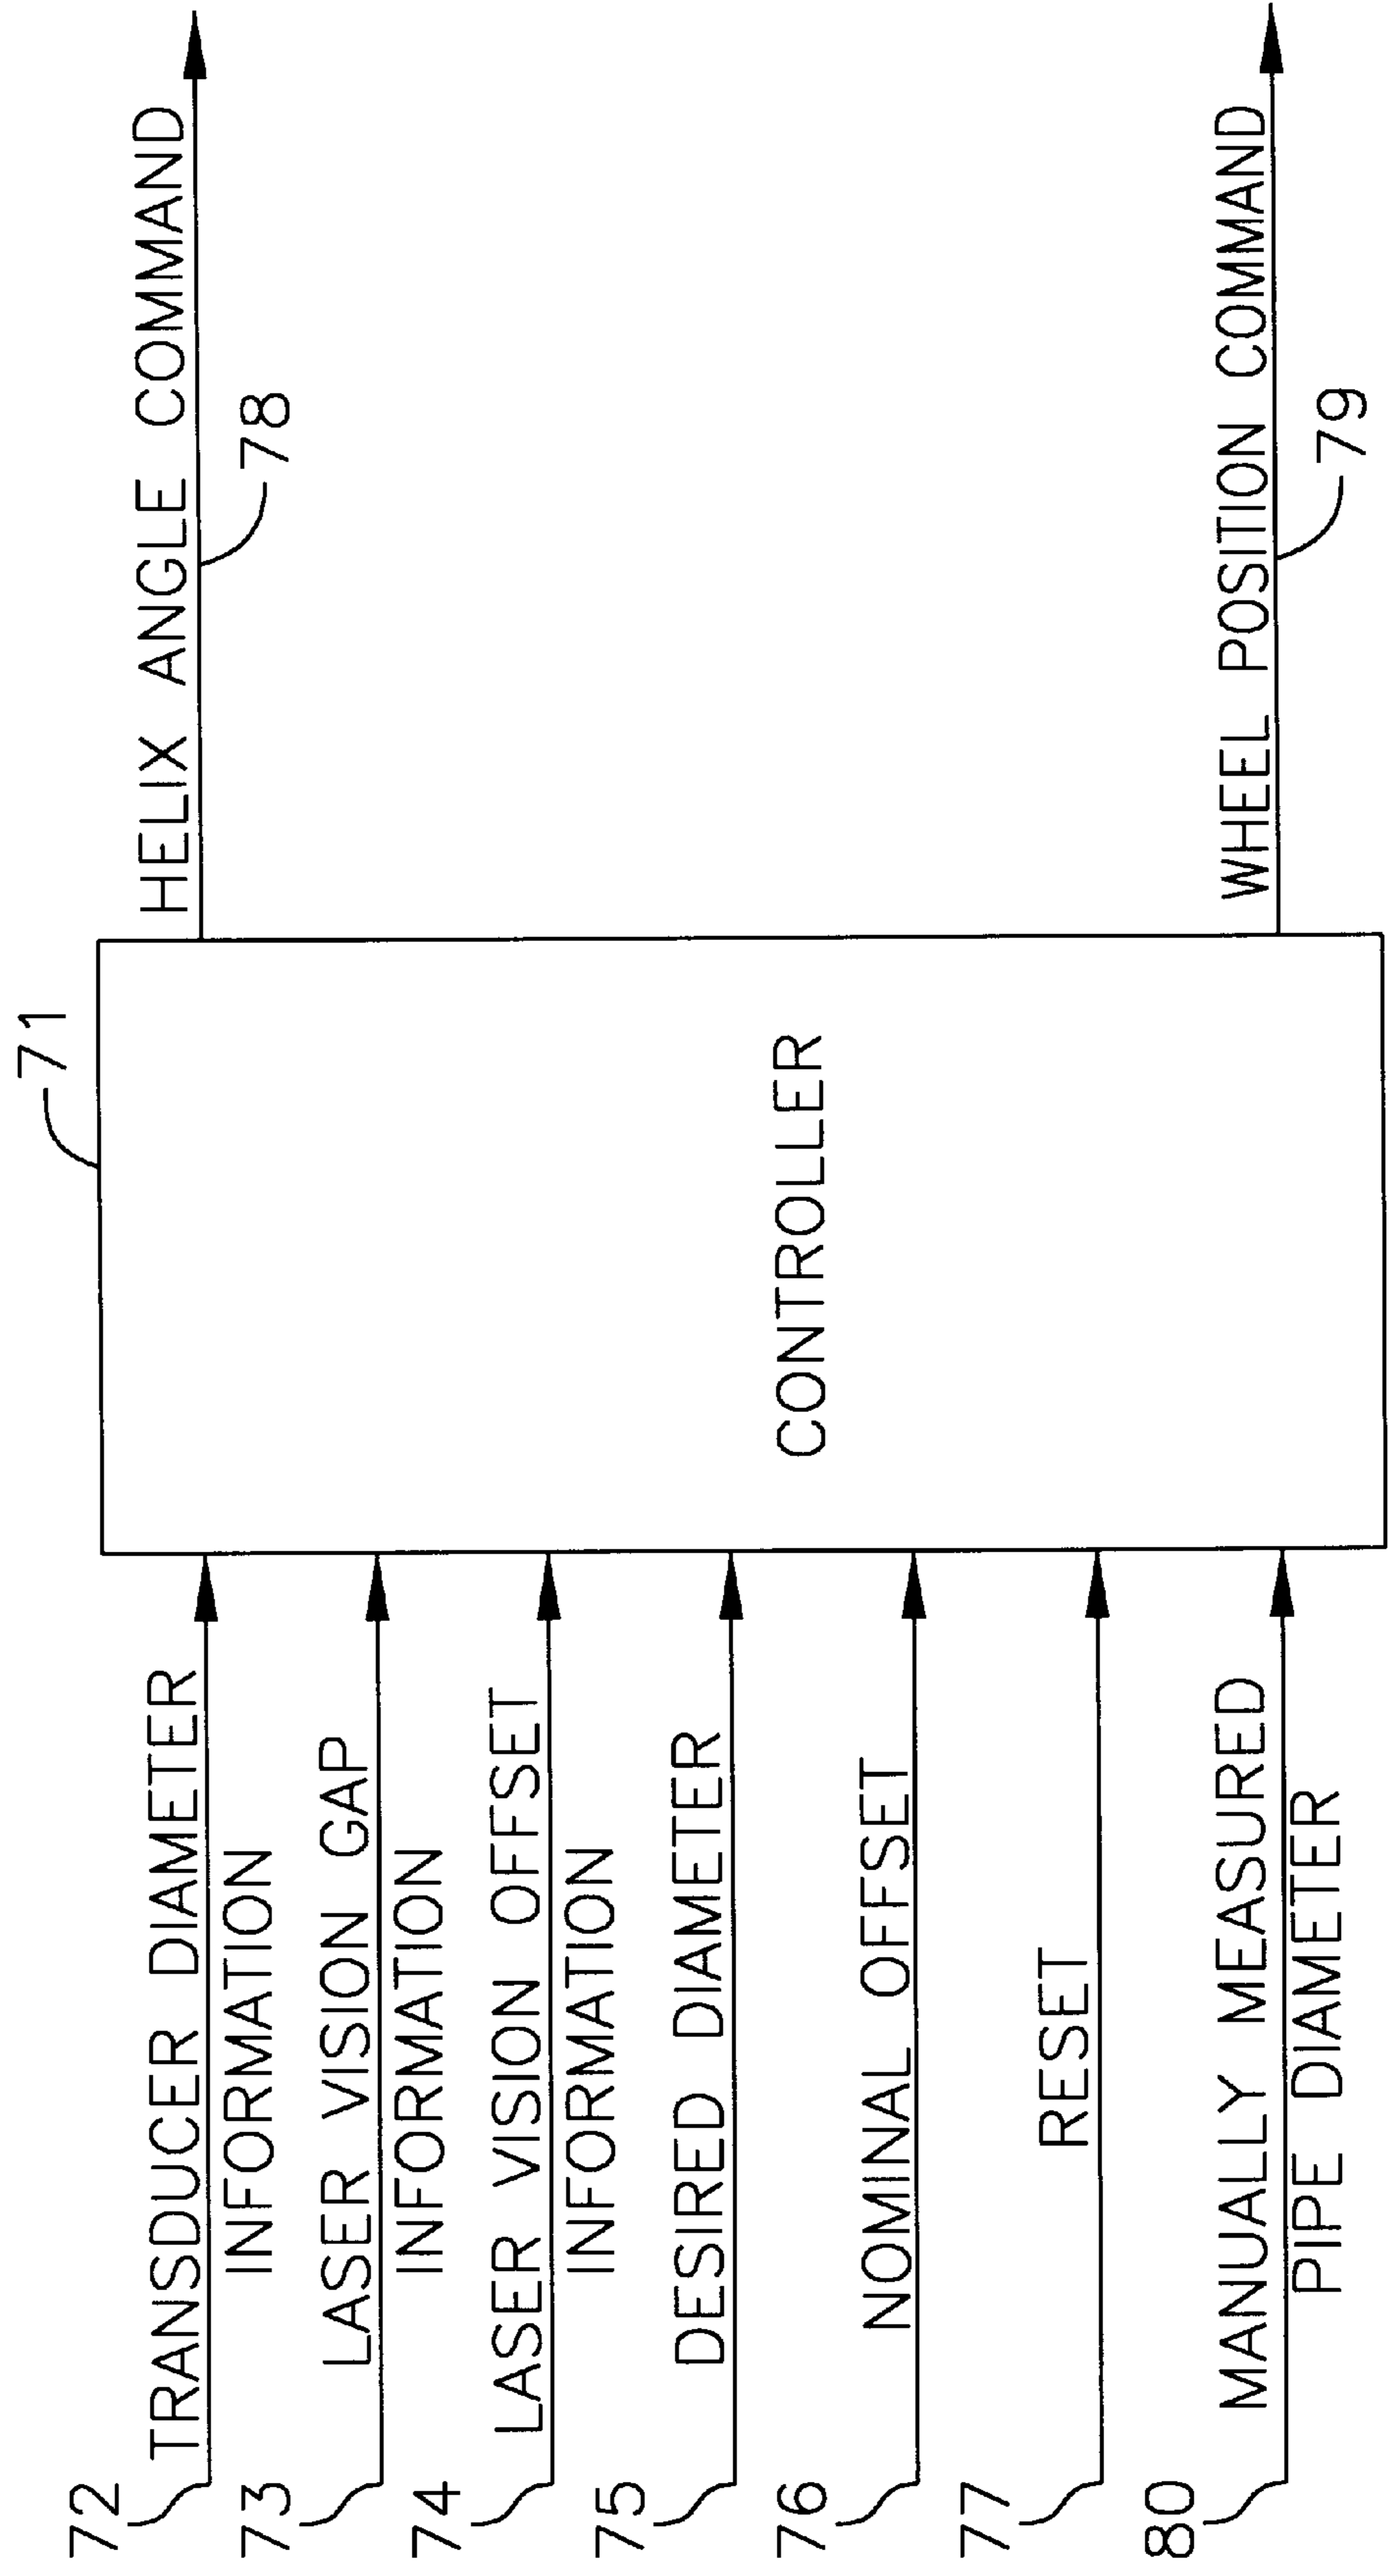 71
72
TRANSDUCER DIAMETER
INFORMATION
73
LASER VISION GAP
INFORMATION
74
LASER VISION OFFSET
INFORMATION
75
DESIRED DIAMETER
76
NOMINAL OFFSET
77
RESET
80
MANUALLY MEASURED
PIPE DIAMETER
CONTROLLER
HELIX ANGLE COMMAND
78
WHEEL POSITION COMMAND
79